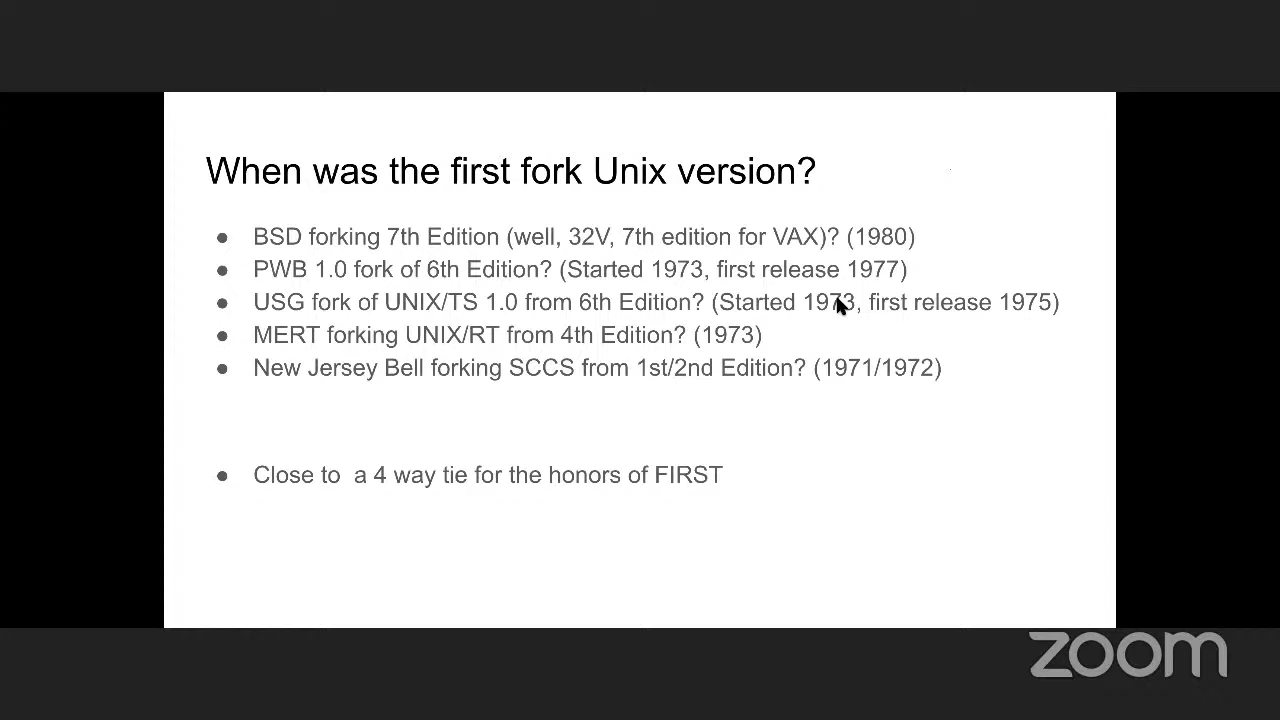 When was the first fork Unix version?
● BSD forking 7th Edition (well, 32V, 7th edition for VAX)? (1980)
● PWB 1.0 fork of 6th Edition? (Started 1973, first release 1977)
● USG fork of UNIX/TS 1.0 from 6th Edition? (Started 1973, first release 1975)
● MERT forking UNIX/RT from 4th Edition? (1973)
● New Jersey Bell forking SCCS from 1st/2nd Edition? (1971/1972)
● Close to  a 4 way tie for the honors of FIRST
zoom